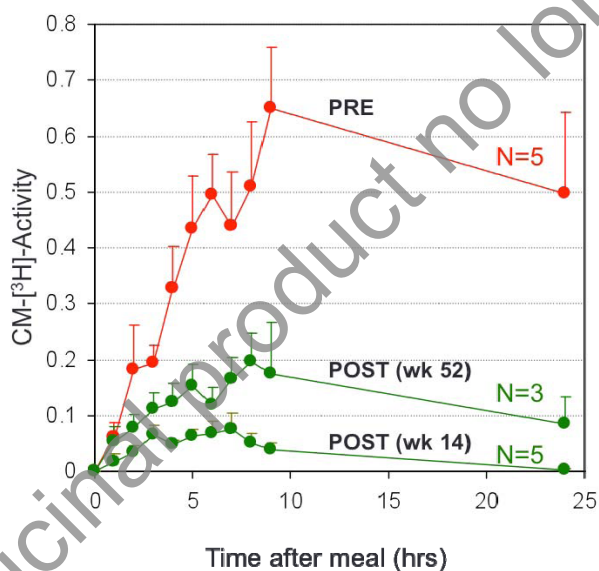 0.8
0.7
0.6
0.5
0.4
0.3
0.2
0.1
0
CM-[³H]-Activity
PRE
N=5
POST (wk 52)
N=3
POST (wk 14)
N=5
0 5 10 15 20 25
Time after meal (hrs)
product no